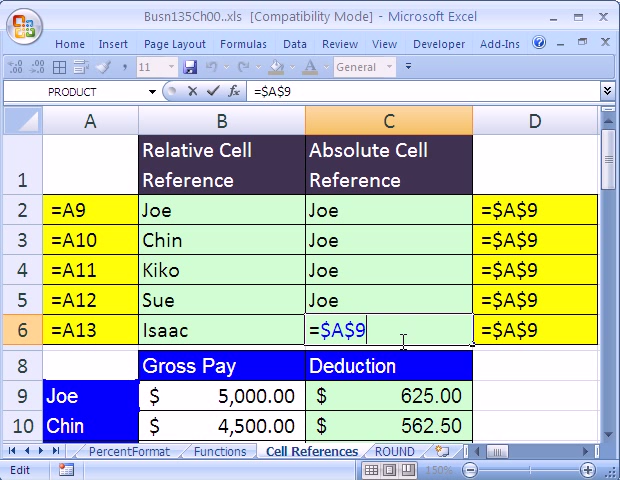 Busn135Ch00..xls [Compatibility Mode] - Microsoft Excel
Home Insert Page Layout Formulas Data Review View Developer Add-Ins
11 General
PRODUCT fx =$A$9
A B C D
Relative Cell Reference Absolute Cell Reference
1
2 =A9 Joe Joe =$A$9
3 =A10 Chin Joe =$A$9
4 =A11 Kiko Joe =$A$9
5 =A12 Sue Joe =$A$9
6 =A13 Isaac =$A$9 =$A$9
8 Gross Pay Deduction
9 Joe $ 5,000.00 $ 625.00
10 Chin $ 4,500.00 $ 562.50
PercentFormat Functions Cell References ROUND
Edit 150%